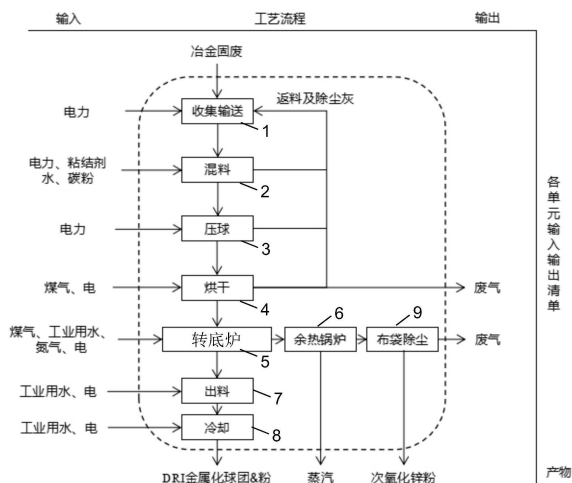 输入
工艺流程
输出
冶金固废
返料及除尘灰
电力
收集输送
1
电力、粘结剂
水、碳粉
混料
2
电力
压球
3
煤气、电
烘干
4
废气
煤气、工业用水、
氮气、电
转底炉
5
余热锅炉
6
布袋除尘
9
废气
工业用水、电
出料
7
工业用水、电
冷却
8
DRI金属化球团&粉
蒸汽
次氧化锌粉
产物
各单元输入输出清单